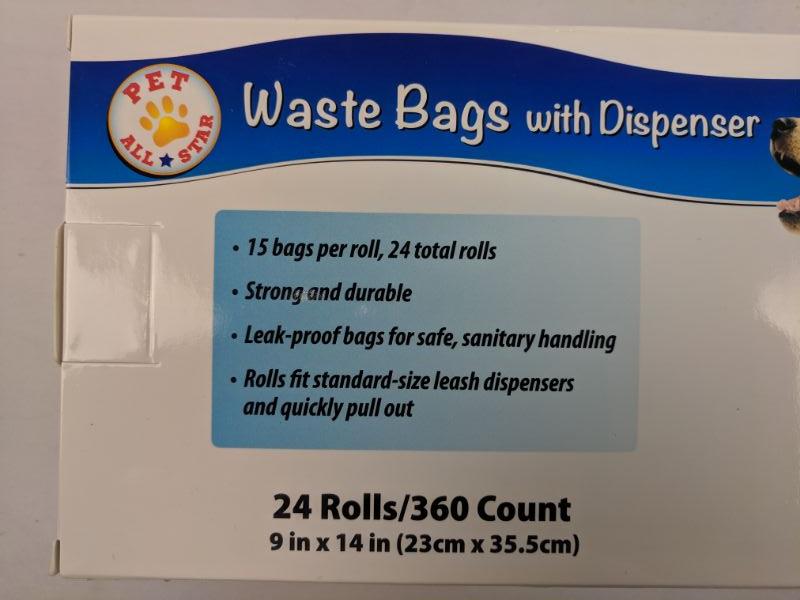 PET
ALL ★ STAR
Waste Bags with Dispenser
• 15 bags per roll, 24 total rolls
• Strong and durable
• Leak-proof bags for safe, sanitary handling
• Rolls fit standard-size leash dispensers
and quickly pull out
24 Rolls/360 Count
9 in x 14 in (23cm x 35.5cm)